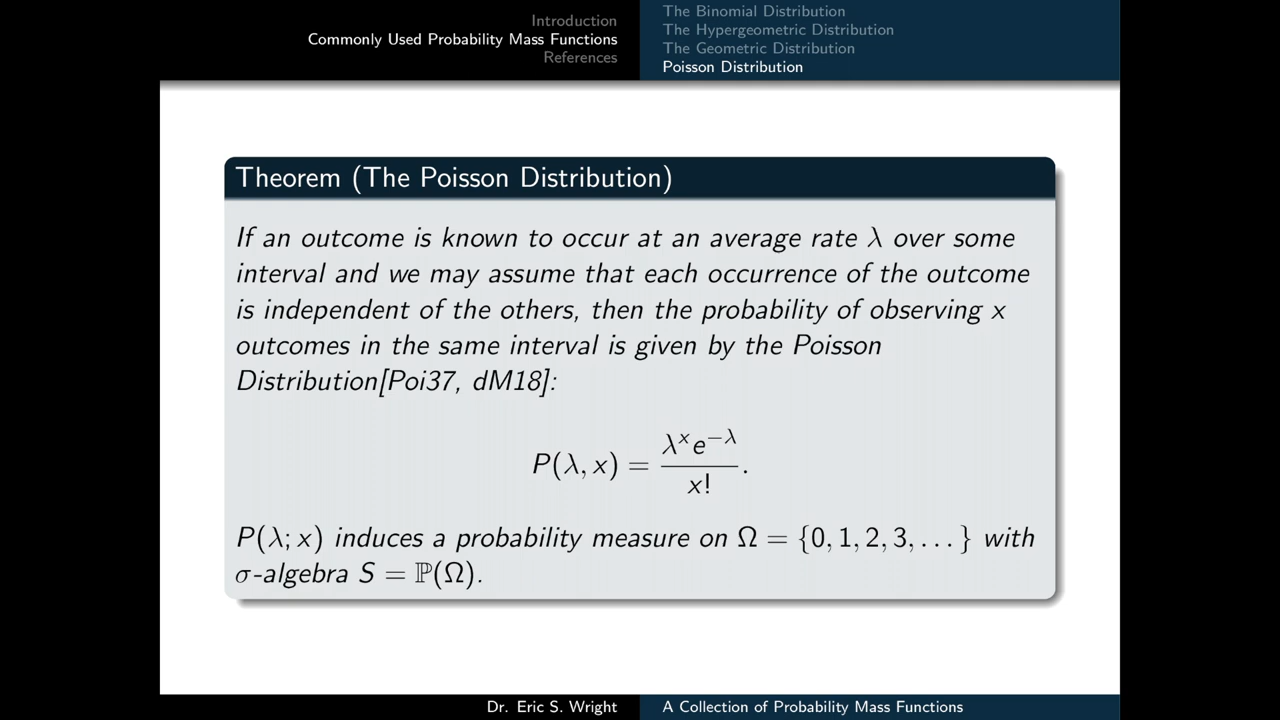 Introduction
Commonly Used Probability Mass Functions
References
The Binomial Distribution
The Hypergeometric Distribution
The Geometric Distribution
Poisson Distribution
Theorem (The Poisson Distribution)
If an outcome is known to occur at an average rate λ over some
interval and we may assume that each occurrence of the outcome
is independent of the others, then the probability of observing x
outcomes in the same interval is given by the Poisson
Distribution[Poi37, dM18]:
P(λ, x) = λˣe⁻λ / x! .
P(λ; x) induces a probability measure on Ω = {0, 1, 2, 3, . . . } with
σ-algebra S = ℙ(Ω).
Dr. Eric S. Wright
A Collection of Probability Mass Functions